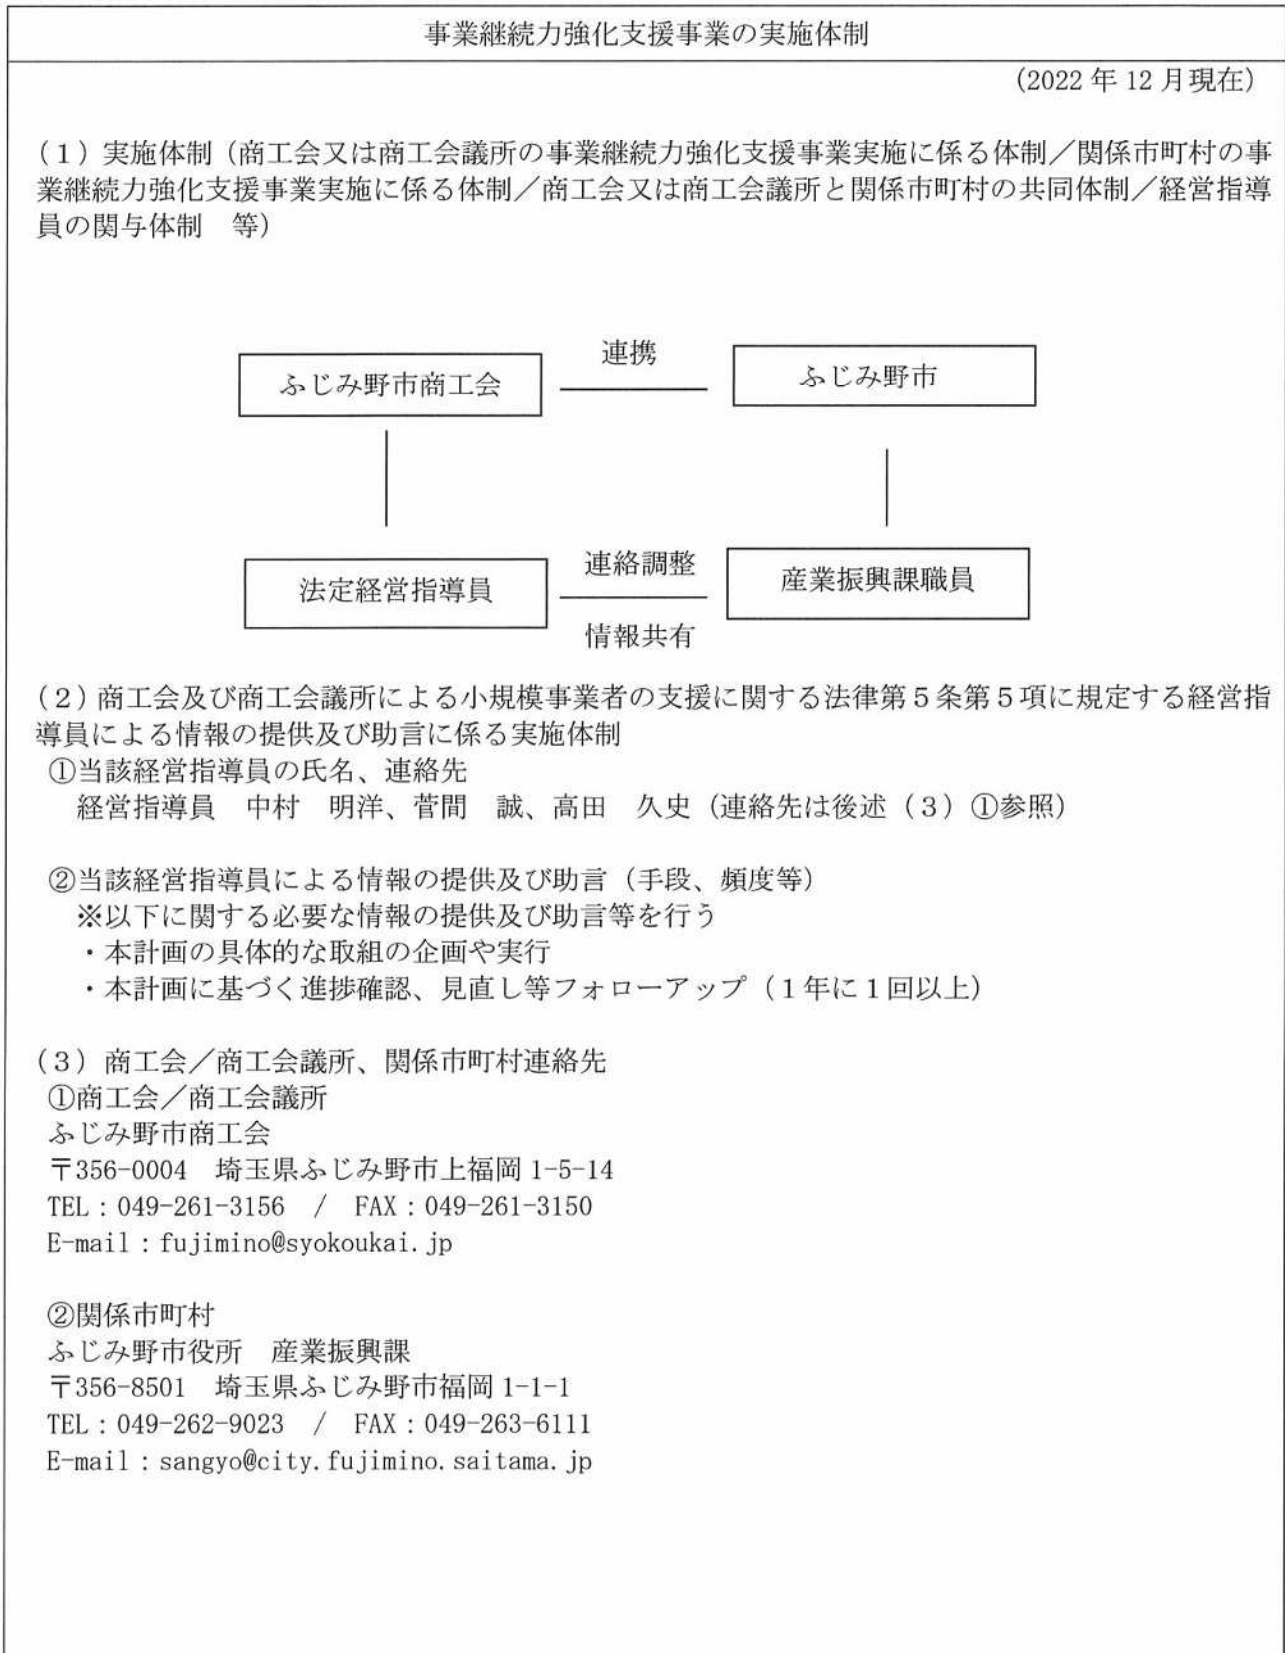 事業継続力強化支援事業の実施体制
（2022 年 12 月現在）
（１）実施体制（商工会又は商工会議所の事業継続力強化支援事業実施に係る体制／関係市町村の事
業継続力強化支援事業実施に係る体制／商工会又は商工会議所と関係市町村の共同体制／経営指導
員の関与体制　等）
ふじみ野市商工会
連携
ふじみ野市
法定経営指導員
連絡調整
情報共有
産業振興課職員
（２）商工会及び商工会議所による小規模事業者の支援に関する法律第５条第５項に規定する経営指
導員による情報の提供及び助言に係る実施体制
①当該経営指導員の氏名、連絡先
経営指導員　中村　明洋、菅間　誠、高田　久史（連絡先は後述（３）①参照）
②当該経営指導員による情報の提供及び助言（手段、頻度等）
※以下に関する必要な情報の提供及び助言等を行う
・本計画の具体的な取組の企画や実行
・本計画に基づく進捗確認、見直し等フォローアップ（１年に１回以上）
（３）商工会／商工会議所、関係市町村連絡先
①商工会／商工会議所
ふじみ野市商工会
〒356-0004　埼玉県ふじみ野市上福岡 1-5-14
TEL：049-261-3156　/　FAX：049-261-3150
E-mail：fujimino@syokoukai.jp
②関係市町村
ふじみ野市役所　産業振興課
〒356-8501　埼玉県ふじみ野市福岡 1-1-1
TEL：049-262-9023　/　FAX：049-263-6111
E-mail：sangyo@city.fujimino.saitama.jp